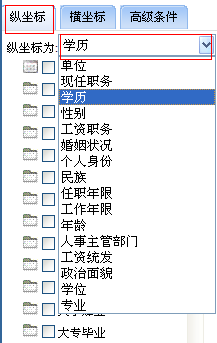 纵坐标 横坐标 高级条件
纵坐标为: 学历
单位
现任职务
学历
性别
工资职务
婚姻状况
个人身份
民族
任职年限
工作年限
年龄
人事主管部门
工资统发
政治面貌
学位
专业
大专毕业